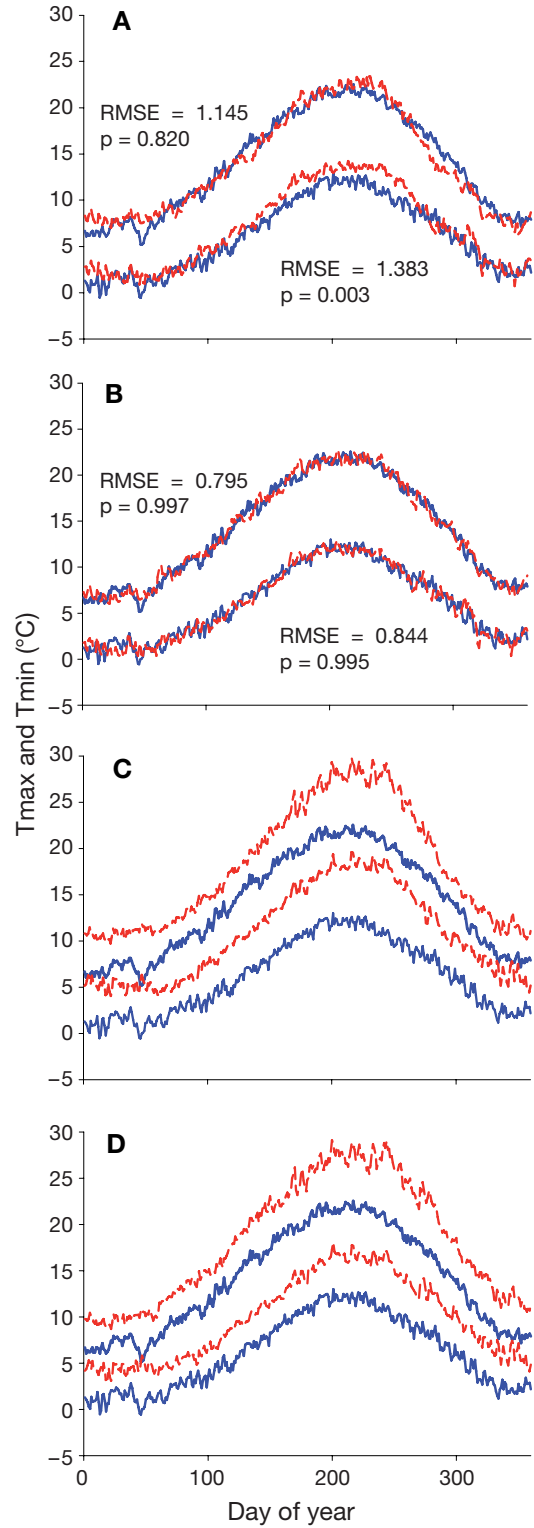 A
30
25
20
15
10
5
0
−5
RMSE = 1.145
p = 0.820
RMSE = 1.383
p = 0.003
B
30
25
20
15
10
5
0
−5
RMSE = 0.795
p = 0.997
RMSE = 0.844
p = 0.995
Tmax and Tmin (°C)
C
30
25
20
15
10
5
0
−5
D
30
25
20
15
10
5
0
−5
0 100 200 300
Day of year